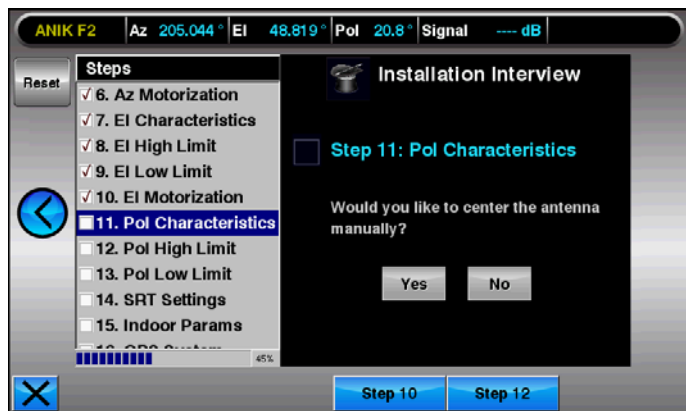 ANIK F2 Az 205.044° El 48.819° Pol 20.8° Signal ---- dB
Reset
Steps
6. Az Motorization
7. El Characteristics
8. El High Limit
9. El Low Limit
10. El Motorization
11. Pol Characteristics
12. Pol High Limit
13. Pol Low Limit
14. SRT Settings
15. Indoor Params
45%
Installation Interview
Step 11: Pol Characteristics
Would you like to center the antenna
manually?
Yes No
Step 10 Step 12